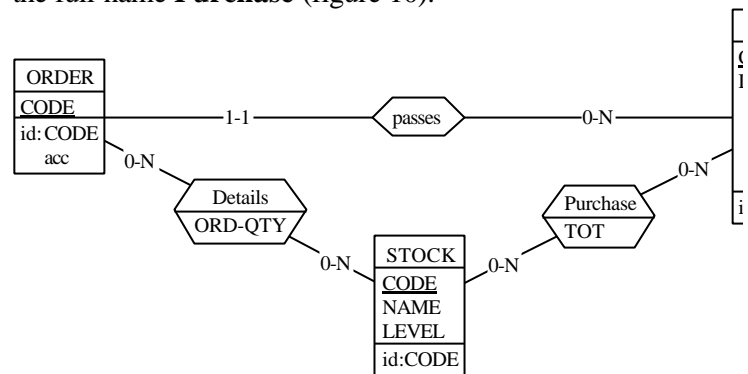 the full name Purchase (figure 16).
ORDER
CODE
id: CODE
acc
1-1
passes
0-N
0-N
Details
ORD-QTY
0-N
STOCK
CODE
NAME
LEVEL
id:CODE
0-N
Purchase
TOT
0-N